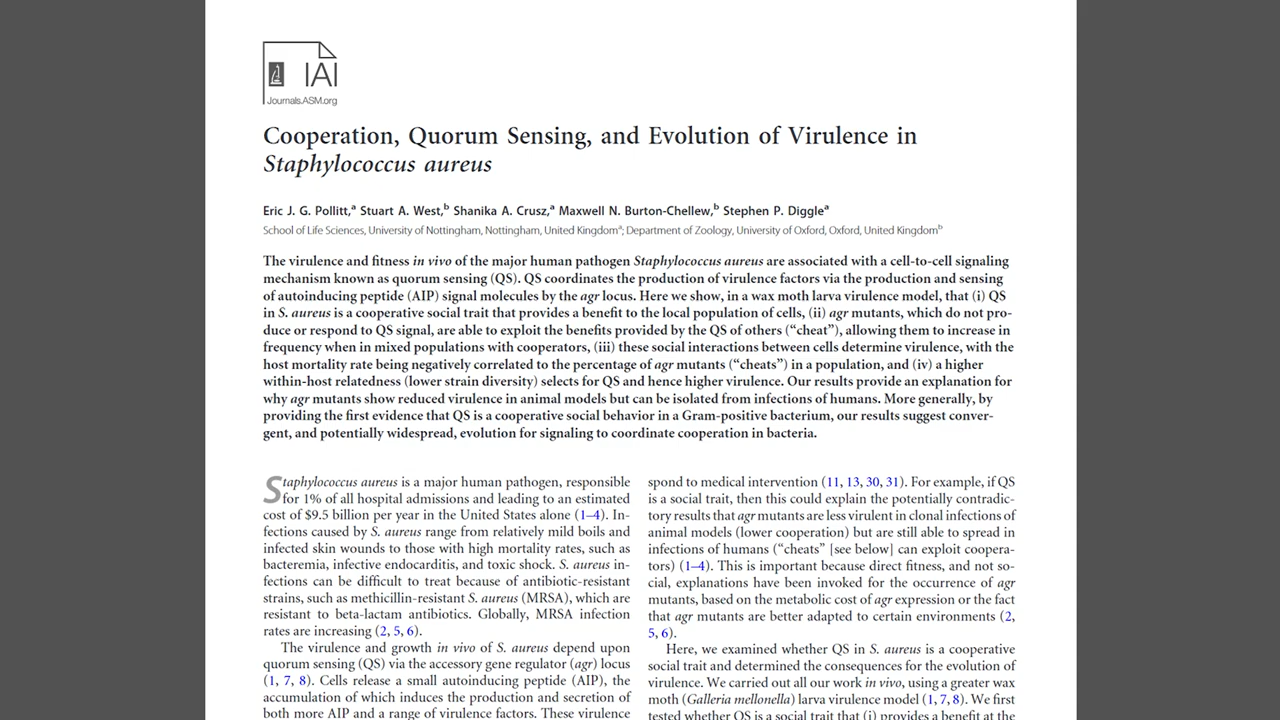 IAI
Journals.ASM.org
Cooperation, Quorum Sensing, and Evolution of Virulence in
Staphylococcus aureus
Eric J. G. Pollitt,a Stuart A. West,b Shanika A. Crusz,a Maxwell N. Burton-Chellew,b Stephen P. Digglea
School of Life Sciences, University of Nottingham, Nottingham, United Kingdoma; Department of Zoology, University of Oxford, Oxford, United Kingdomb
The virulence and fitness in vivo of the major human pathogen Staphylococcus aureus are associated with a cell-to-cell signaling
mechanism known as quorum sensing (QS). QS coordinates the production of virulence factors via the production and sensing
of autoinducing peptide (AIP) signal molecules by the agr locus. Here we show, in a wax moth larva virulence model, that (i) QS
in S. aureus is a cooperative social trait that provides a benefit to the local population of cells, (ii) agr mutants, which do not pro-
duce or respond to QS signal, are able to exploit the benefits provided by the QS of others (“cheat”), allowing them to increase in
frequency when in mixed populations with cooperators, (iii) these social interactions between cells determine virulence, with the
host mortality rate being negatively correlated to the percentage of agr mutants (“cheats”) in a population, and (iv) a higher
within-host relatedness (lower strain diversity) selects for QS and hence higher virulence. Our results provide an explanation for
why agr mutants show reduced virulence in animal models but can be isolated from infections of humans. More generally, by
providing the first evidence that QS is a cooperative social behavior in a Gram-positive bacterium, our results suggest conver-
gent, and potentially widespread, evolution for signaling to coordinate cooperation in bacteria.
Staphylococcus aureus is a major human pathogen, responsible
for 1% of all hospital admissions and leading to an estimated
cost of $9.5 billion per year in the United States alone (1–4). In-
fections caused by S. aureus range from relatively mild boils and
infected skin wounds to those with high mortality rates, such as
bacteremia, infective endocarditis, and toxic shock. S. aureus in-
fections can be difficult to treat because of antibiotic-resistant
strains, such as methicillin-resistant S. aureus (MRSA), which are
resistant to beta-lactam antibiotics. Globally, MRSA infection
rates are increasing (2, 5, 6).
The virulence and growth in vivo of S. aureus depend upon
quorum sensing (QS) via the accessory gene regulator (agr) locus
(1, 7, 8). Cells release a small autoinducing peptide (AIP), the
accumulation of which induces the production and secretion of
both more AIP and a range of virulence factors. These virulence
spond to medical intervention (11, 13, 30, 31). For example, if QS
is a social trait, then this could explain the potentially contradic-
tory results that agr mutants are less virulent in clonal infections of
animal models (lower cooperation) but are still able to spread in
infections of humans (“cheats” [see below] can exploit coopera-
tors) (1–4). This is important because direct fitness, and not so-
cial, explanations have been invoked for the occurrence of agr
mutants, based on the metabolic cost of agr expression or the fact
that agr mutants are better adapted to certain environments (2,
5, 6).
Here, we examined whether QS in S. aureus is a cooperative
social trait and determined the consequences for the evolution of
virulence. We carried out all our work in vivo, using a greater wax
moth (Galleria mellonella) larva virulence model (1, 7, 8). We first
tested whether QS is a social trait that (i) provides a benefit at the